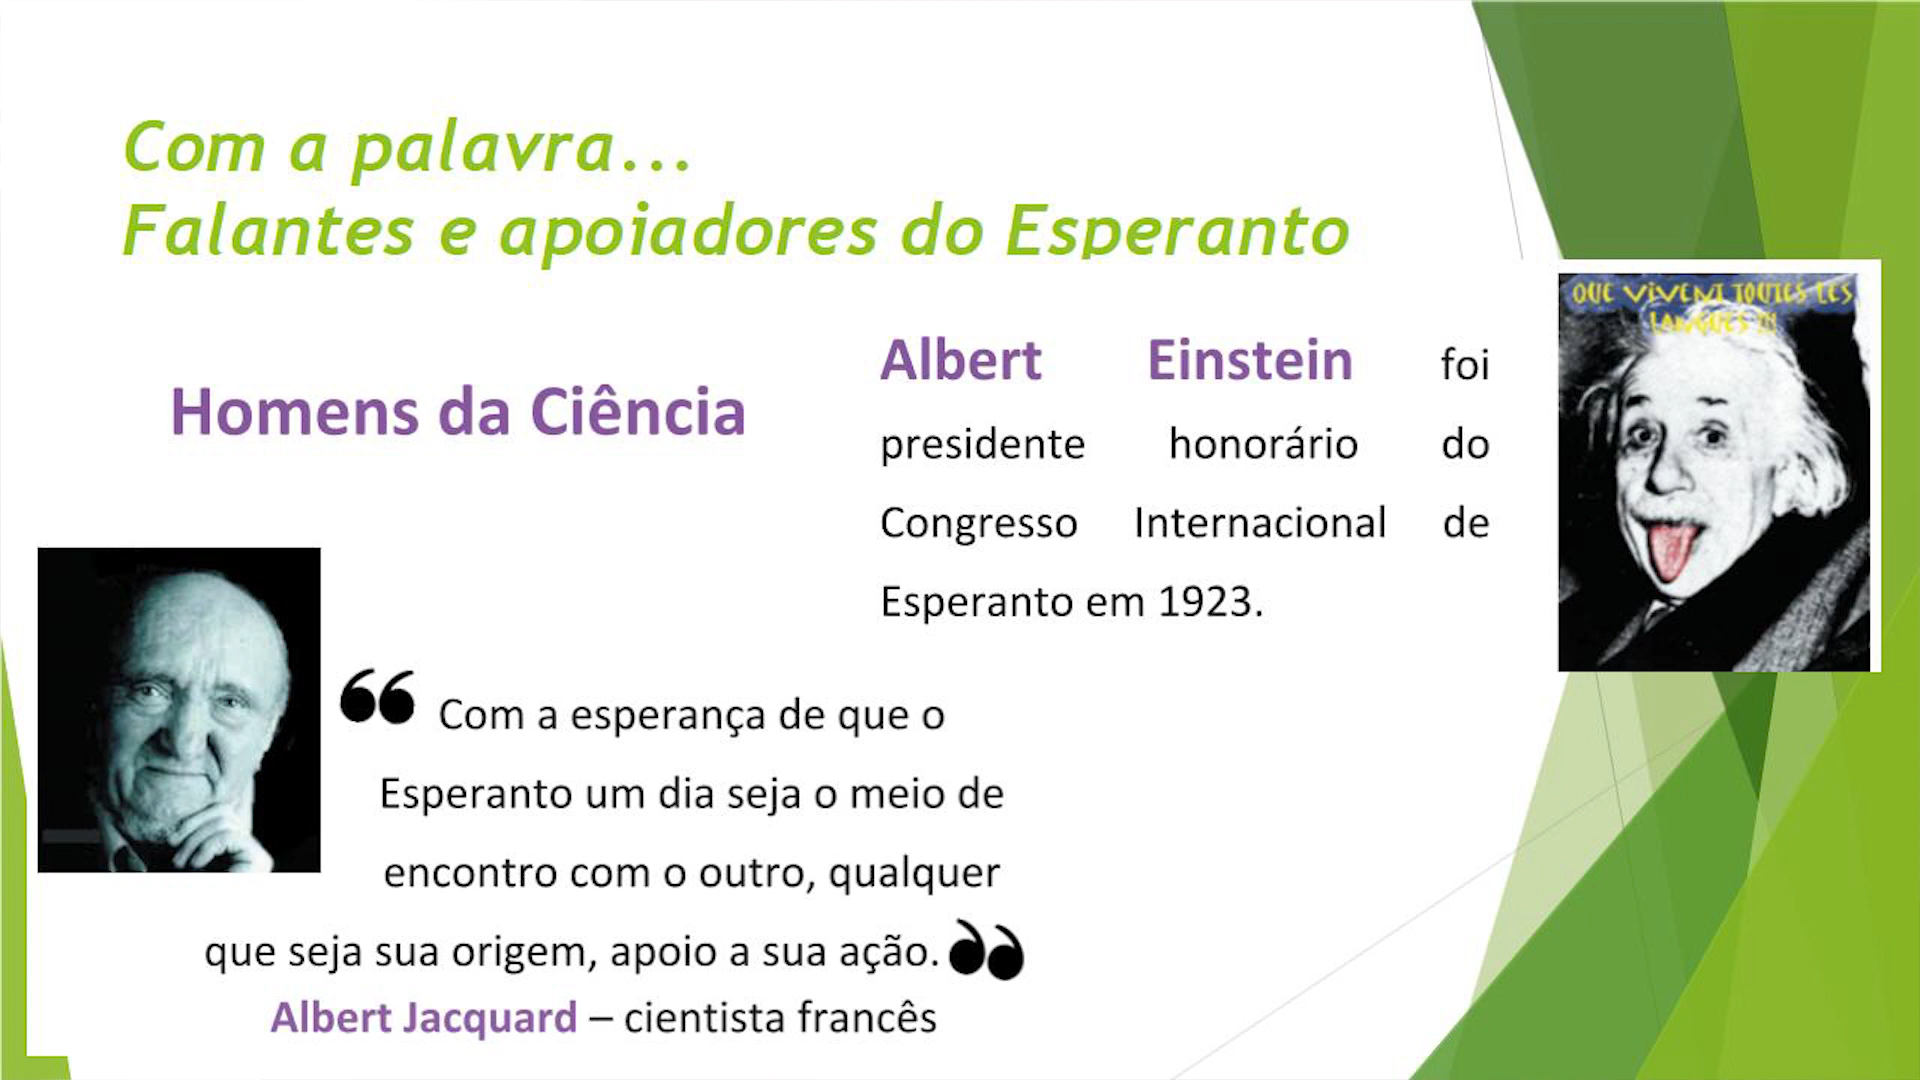 Com a palavra...
Falantes e apoiadores do Esperanto
Homens da Ciência
Albert Einstein foi
presidente honorário do
Congresso Internacional de
Esperanto em 1923.
QUE VIVENT TOUTES LES
LANGUES !!!
❝ Com a esperança de que o
Esperanto um dia seja o meio de
encontro com o outro, qualquer
que seja sua origem, apoio a sua ação. ❞
Albert Jacquard – cientista francês